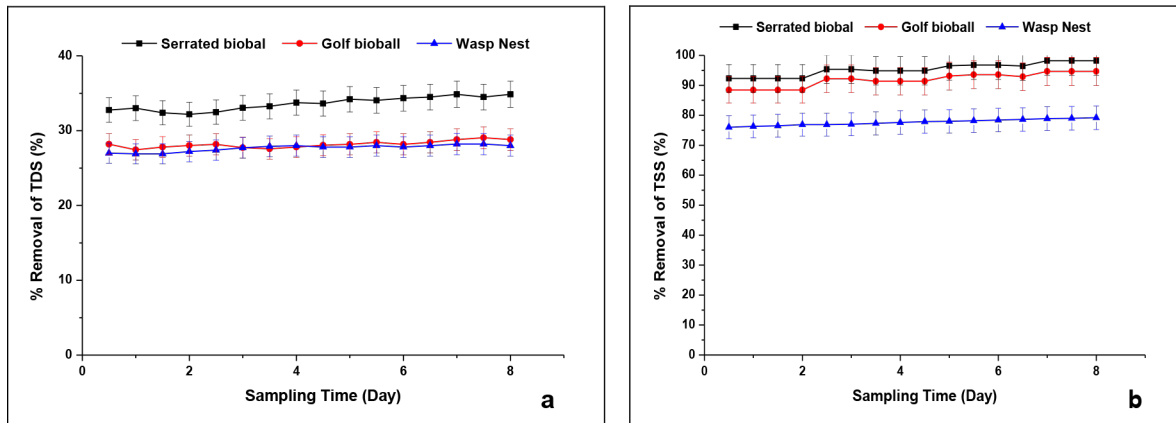 Serrated biobal Golf bioball Wasp Nest
40
30
20
10
0
% Removal of TDS (%)
0 2 4 6 8
Sampling Time (Day)
a
Serrated biobal Golf bioball Wasp Nest
100
90
80
70
60
50
40
30
20
10
0
% Removal of TSS (%)
0 2 4 6 8
Sampling Time (Day)
b